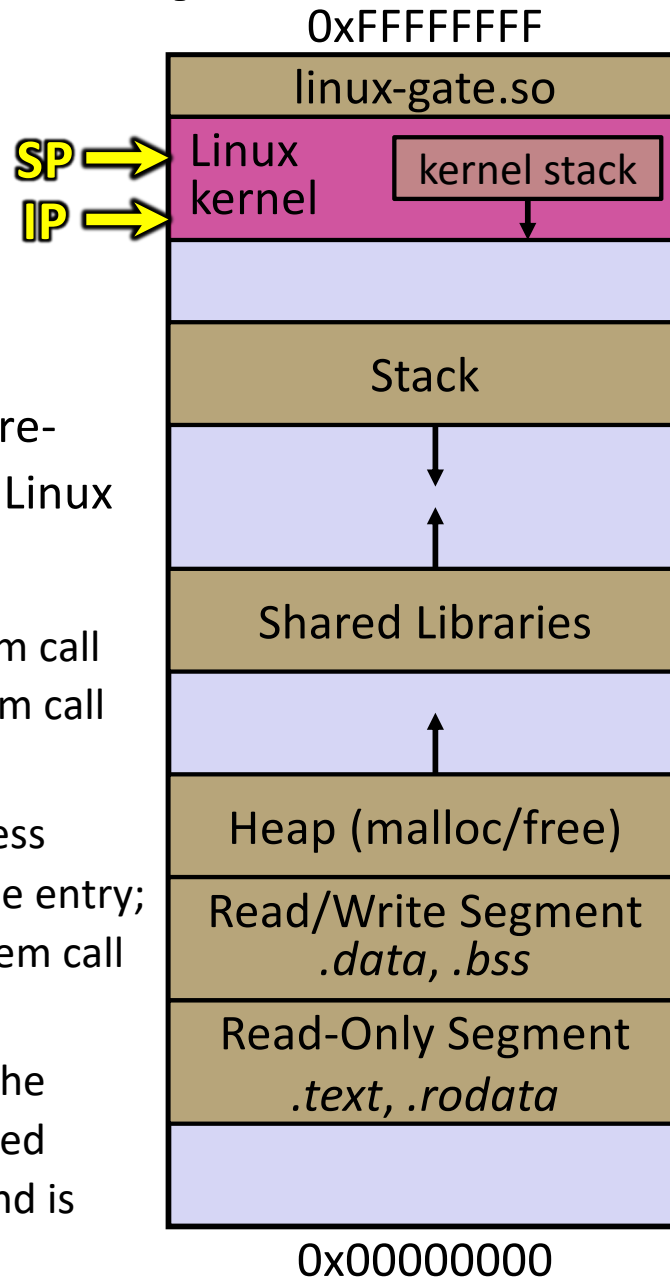 0xFFFFFFFF
linux-gate.so
SP
IP
Linux
kernel
kernel stack
Stack
re-
Linux
Shared Libraries
m call
m call
Heap (malloc/free)
ess
e entry;
em call
Read/Write Segment
.data, .bss
Read-Only Segment
.text, .rodata
he
ed
nd is
0x00000000